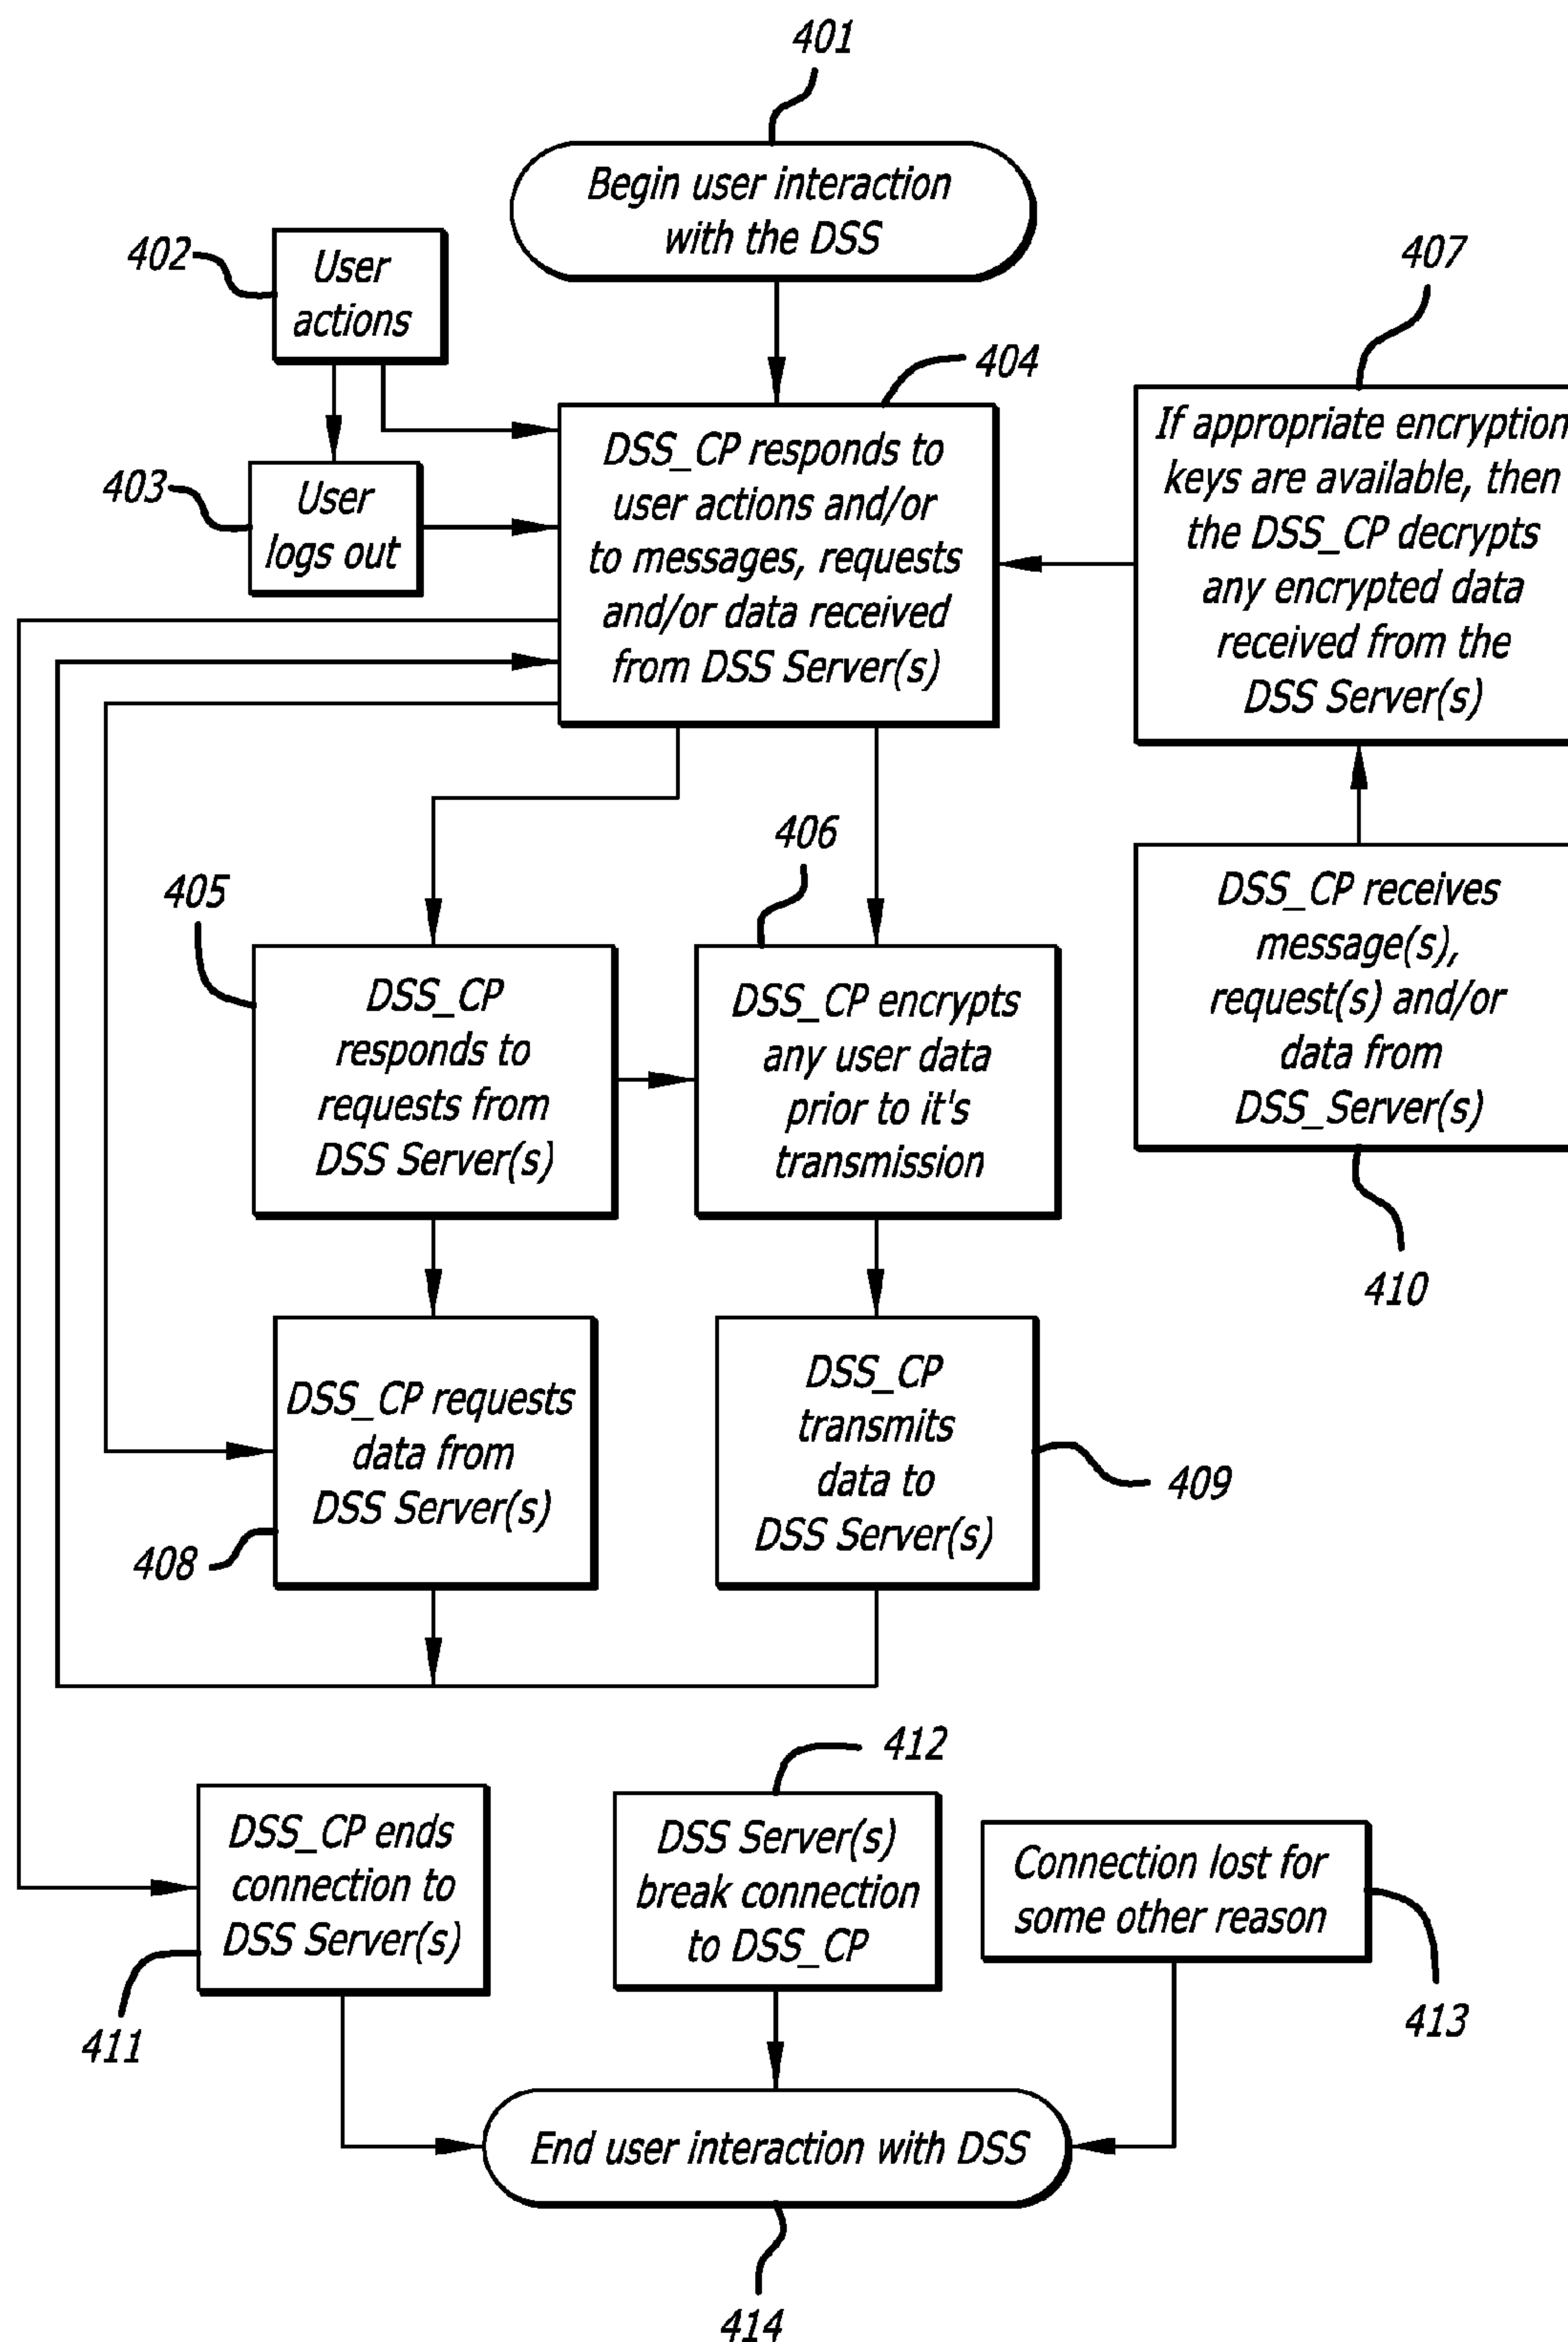 401
Begin user interaction
with the DSS
402
User
actions
403
User
logs out
404
DSS_CP responds to
user actions and/or
to messages, requests
and/or data received
from DSS Server(s)
407
If appropriate encryption
keys are available, then
the DSS_CP decrypts
any encrypted data
received from the
DSS Server(s)
405
DSS_CP
responds to
requests from
DSS Server(s)
406
DSS_CP encrypts
any user data
prior to it's
transmission
DSS_CP receives
message(s),
request(s) and/or
data from
DSS_Server(s)
410
DSS_CP requests
data from
DSS Server(s)
408
DSS_CP
transmits
data to
DSS Server(s)
409
DSS_CP ends
connection to
DSS Server(s)
411
412
DSS Server(s)
break connection
to DSS_CP
Connection lost for
some other reason
413
End user interaction with DSS
414